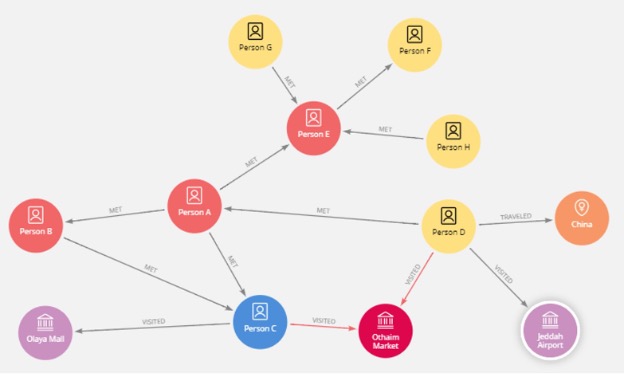 Person G
Person F
MET
MET
Person E
MET
Person H
MET
Person A
MET
Person B
MET
Person D
TRAVELED
China
MET
MET
VISITED
VISITED
Olaya Mall
VISITED
Person C
VISITED
Othaim
Market
Jeddah
Airport